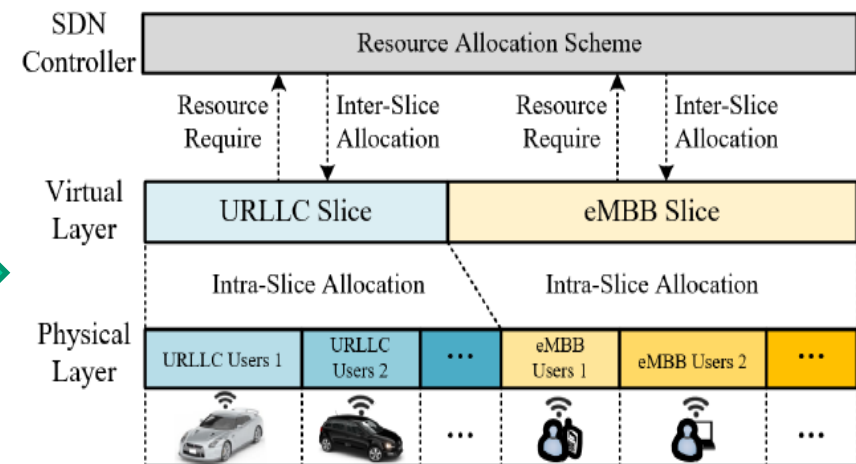 SDN
Controller
Resource Allocation Scheme
Resource
Require
Inter-Slice
Allocation
Resource
Require
Inter-Slice
Allocation
Virtual
Layer
URLLC Slice
eMBB Slice
Intra-Slice Allocation
Intra-Slice Allocation
Physical
Layer
URLLC Users 1
URLLC
Users 2
...
eMBB
Users 1
eMBB Users 2
...
...
...